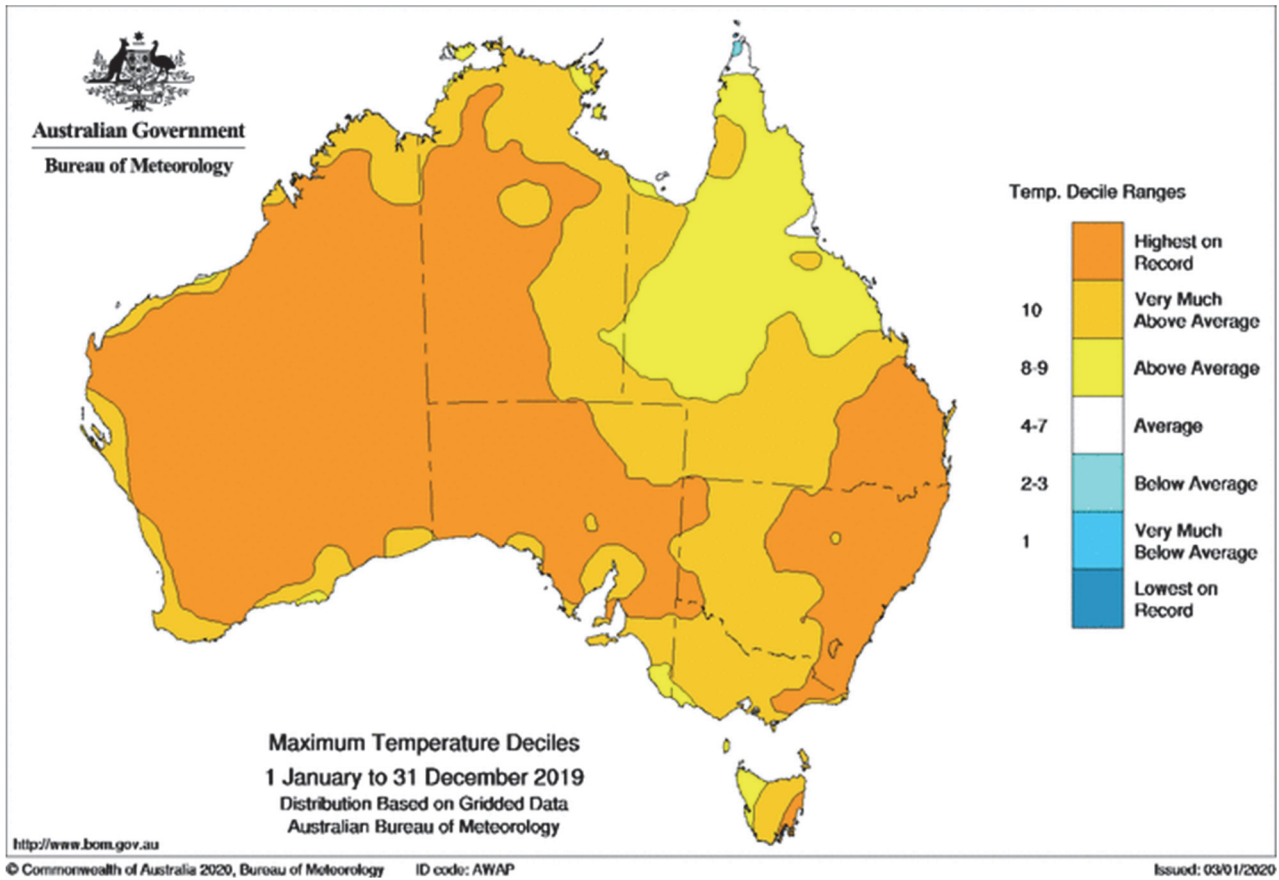 Australian Government
Bureau of Meteorology
Temp. Decile Ranges
Highest on
Record
10
Very Much
Above Average
8-9
Above Average
4-7
Average
2-3
Below Average
1
Very Much
Below Average
Lowest on
Record
Maximum Temperature Deciles
1 January to 31 December 2019
Distribution Based on Gridded Data
Australian Bureau of Meteorology
http://www.bom.gov.au
© Commonwealth of Australia 2020, Bureau of Meteorology ID code: AWAP Issued: 03/01/2020